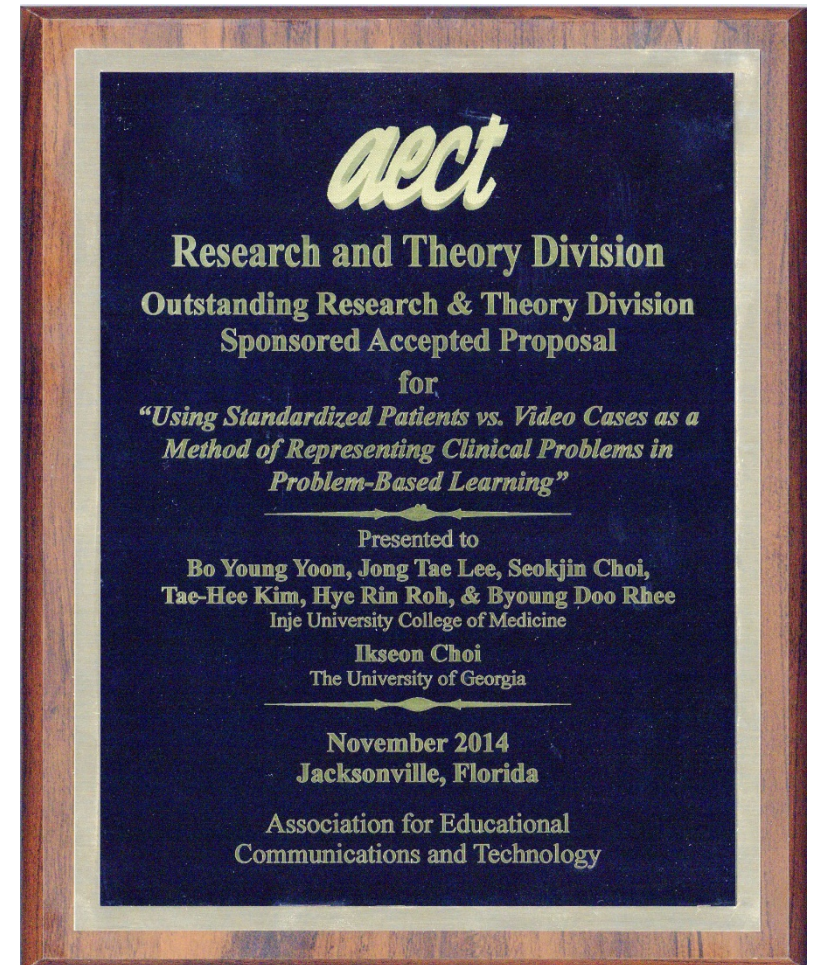 aect
Research and Theory Division
Outstanding Research & Theory Division
Sponsored Accepted Proposal
for
“Using Standardized Patients vs. Video Cases as a
Method of Representing Clinical Problems in
Problem-Based Learning”
Presented to
Bo Young Yoon, Jong Tae Lee, Seokjin Choi,
Tae-Hee Kim, Hye Rin Roh, & Byoung Doo Rhee
Inje University College of Medicine
Ikseon Choi
The University of Georgia
November 2014
Jacksonville, Florida
Association for Educational
Communications and Technology